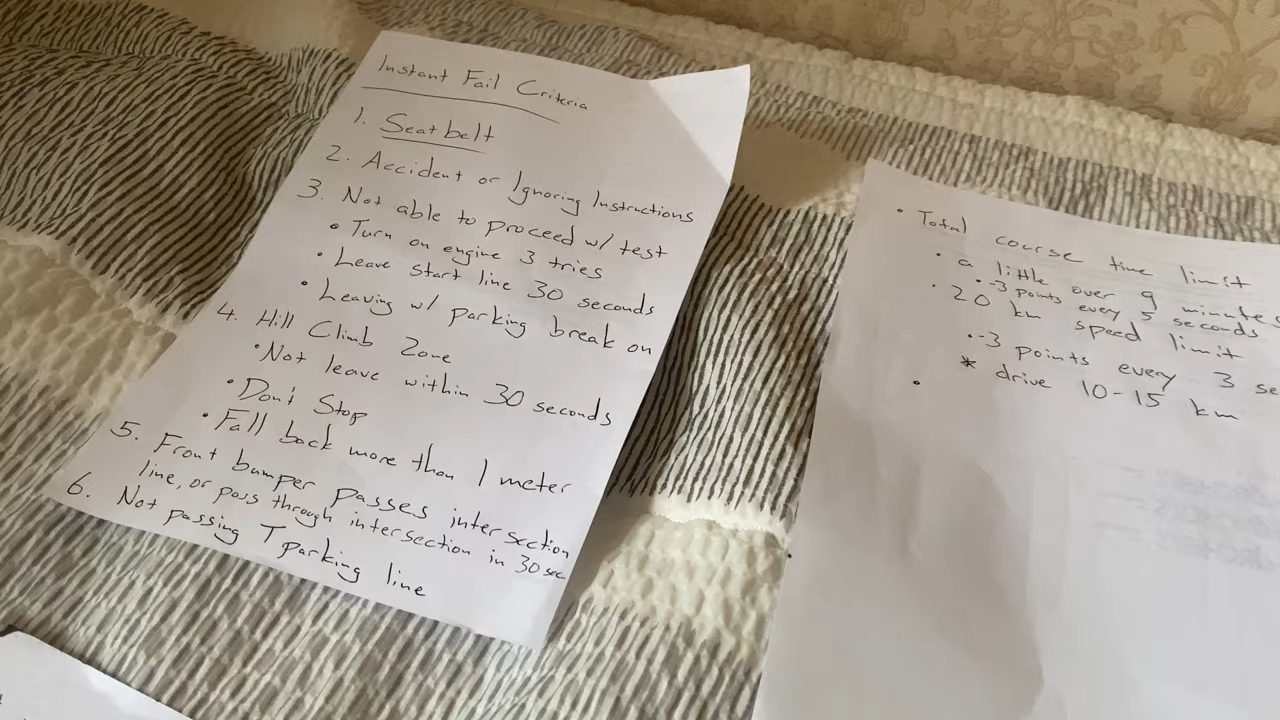 Instant Fail Criteria
1. Seatbelt
2. Accident or Ignoring Instructions
3. Not able to proceed w/ test
• Turn on engine 3 tries
• Leave start line 30 seconds
• Leaving w/ parking break on
4. Hill Climb Zone
• Not leave within 30 seconds
• Don't Stop
• Fall back more than 1 meter
5. Front bumper passes intersection
line, or pass through intersection in 30 sec
6. Not passing T parking line
• Total course time limit
• a little over 9 minutes
• -3 points every 5 seconds
• 20 km speed limit
• -3 points every 3 se
* drive 10-15 km
•